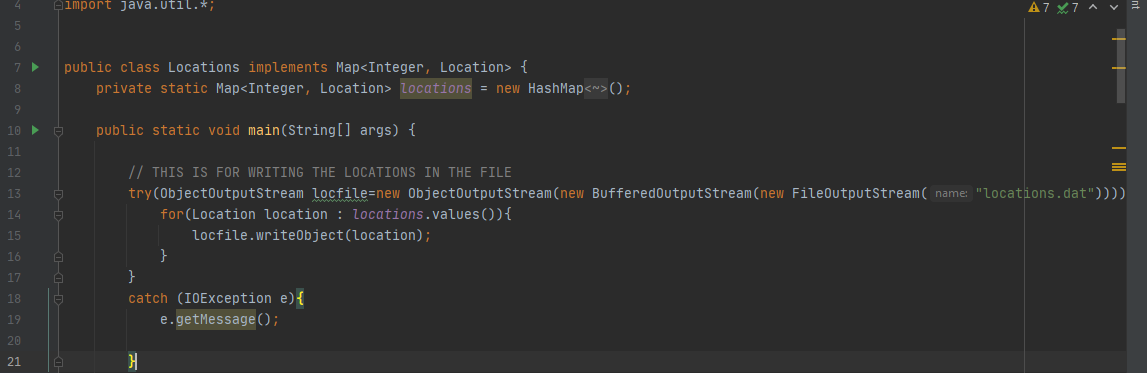 4 import java.util.*;
⚠7 ✓7
5
6
7 public class Locations implements Map<Integer, Location> {
8 private static Map<Integer, Location> locations = new HashMap<~>();
9
10 public static void main(String[] args) {
11
12 // THIS IS FOR WRITING THE LOCATIONS IN THE FILE
13 try(ObjectOutputStream locfile=new ObjectOutputStream(new BufferedOutputStream(new FileOutputStream( name: "locations.dat"))))
14 for(Location location : locations.values()){
15 locfile.writeObject(location);
16 }
17 }
18 catch (IOException e){
19 e.getMessage();
20
21 }